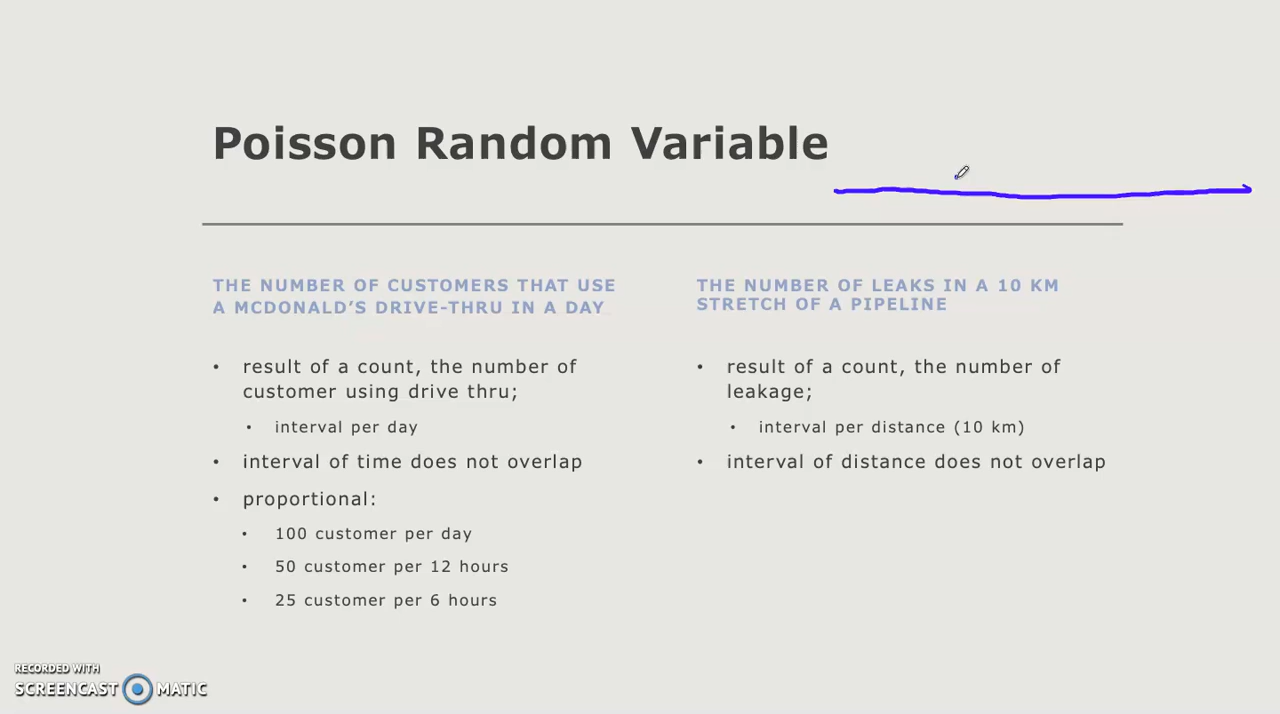 Poisson Random Variable
THE NUMBER OF CUSTOMERS THAT USE
A MCDONALD'S DRIVE-THRU IN A DAY
• result of a count, the number of
customer using drive thru;
• interval per day
• interval of time does not overlap
• proportional:
• 100 customer per day
• 50 customer per 12 hours
• 25 customer per 6 hours
THE NUMBER OF LEAKS IN A 10 KM
STRETCH OF A PIPELINE
• result of a count, the number of
leakage;
• interval per distance (10 km)
• interval of distance does not overlap
RECORDED WITH
SCREENCAST MATIC